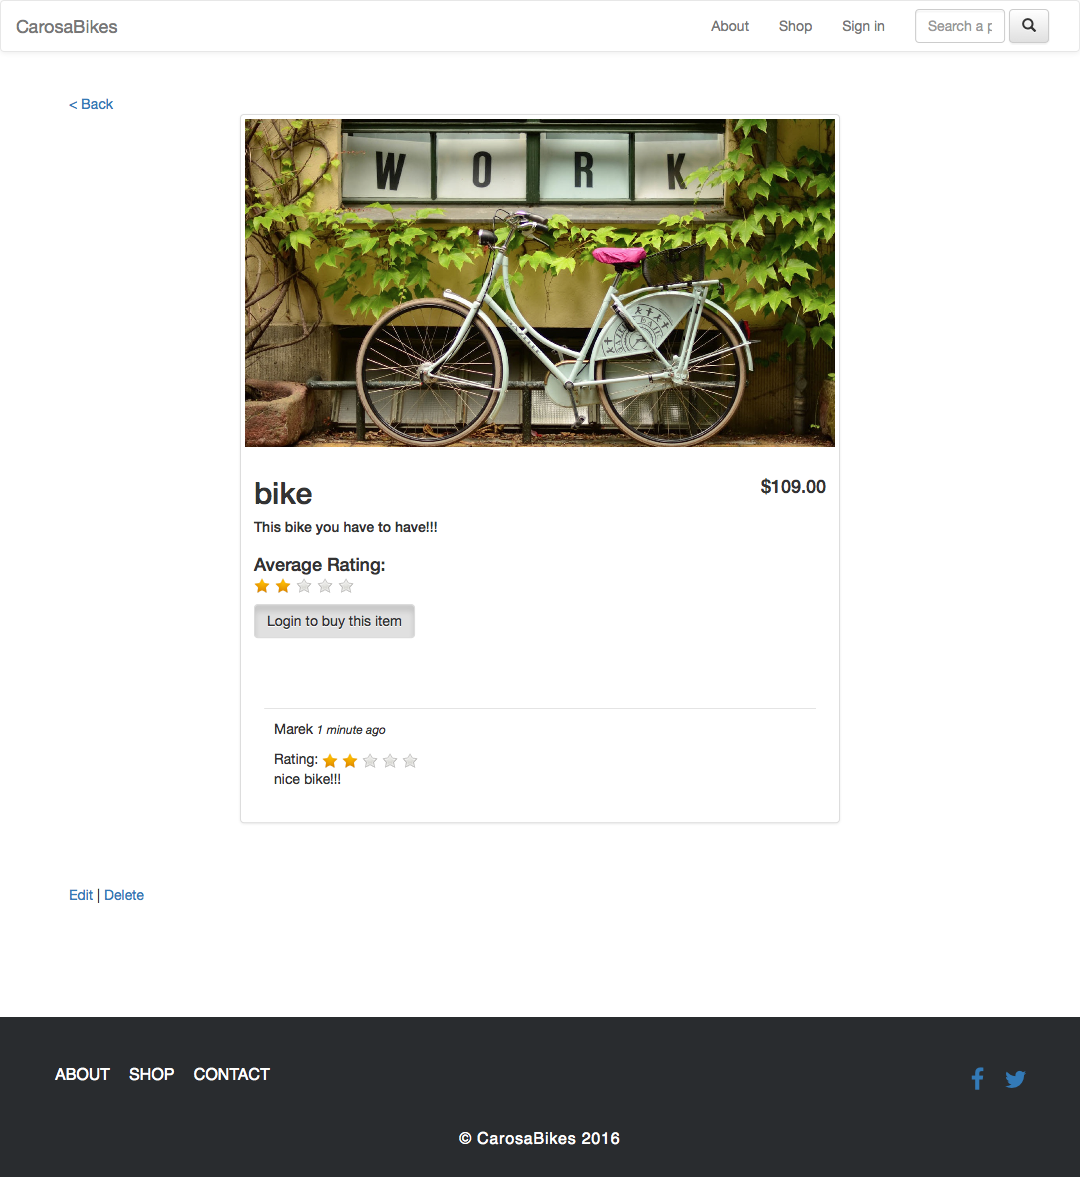 CarosaBikes About Shop Sign in Search a p
< Back
W O R K
bike $109.00
This bike you have to have!!!
Average Rating:
Login to buy this item
Marek 1 minute ago
Rating:
nice bike!!!
Edit | Delete
ABOUT SHOP CONTACT
© CarosaBikes 2016